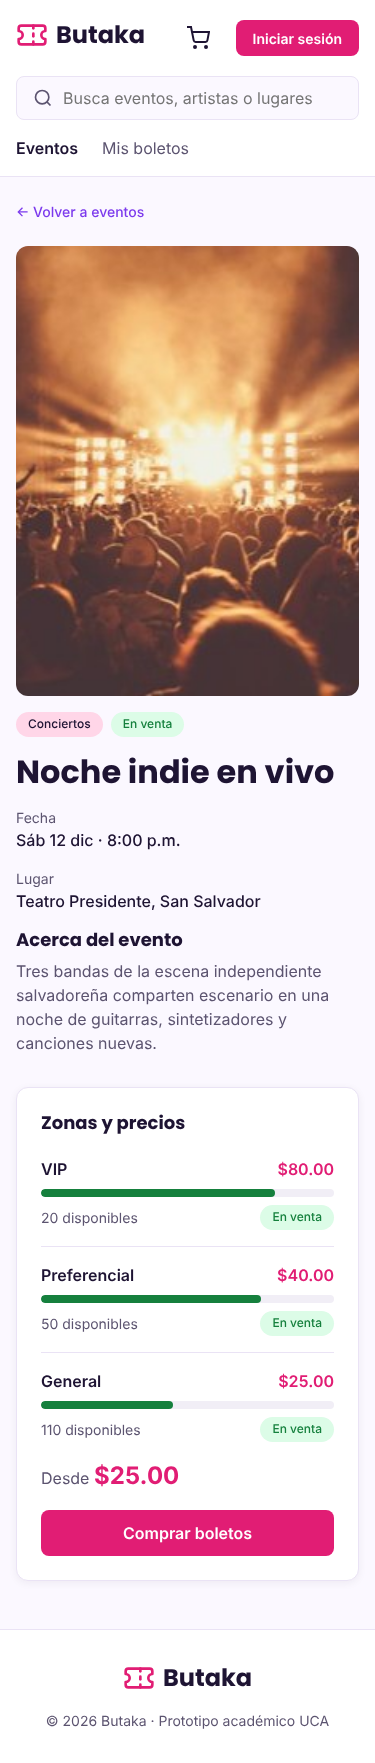 Butaka
Iniciar sesión
Busca eventos, artistas o lugares
Eventos
Mis boletos
← Volver a eventos
Conciertos
En venta
Noche indie en vivo
Fecha
Sáb 12 dic · 8:00 p.m.
Lugar
Teatro Presidente, San Salvador
Acerca del evento
Tres bandas de la escena independiente
salvadoreña comparten escenario en una
noche de guitarras, sintetizadores y
canciones nuevas.
Zonas y precios
VIP
$80.00
20 disponibles
En venta
Preferencial
$40.00
50 disponibles
En venta
General
$25.00
110 disponibles
En venta
Desde $25.00
Comprar boletos
Butaka
© 2026 Butaka · Prototipo académico UCA